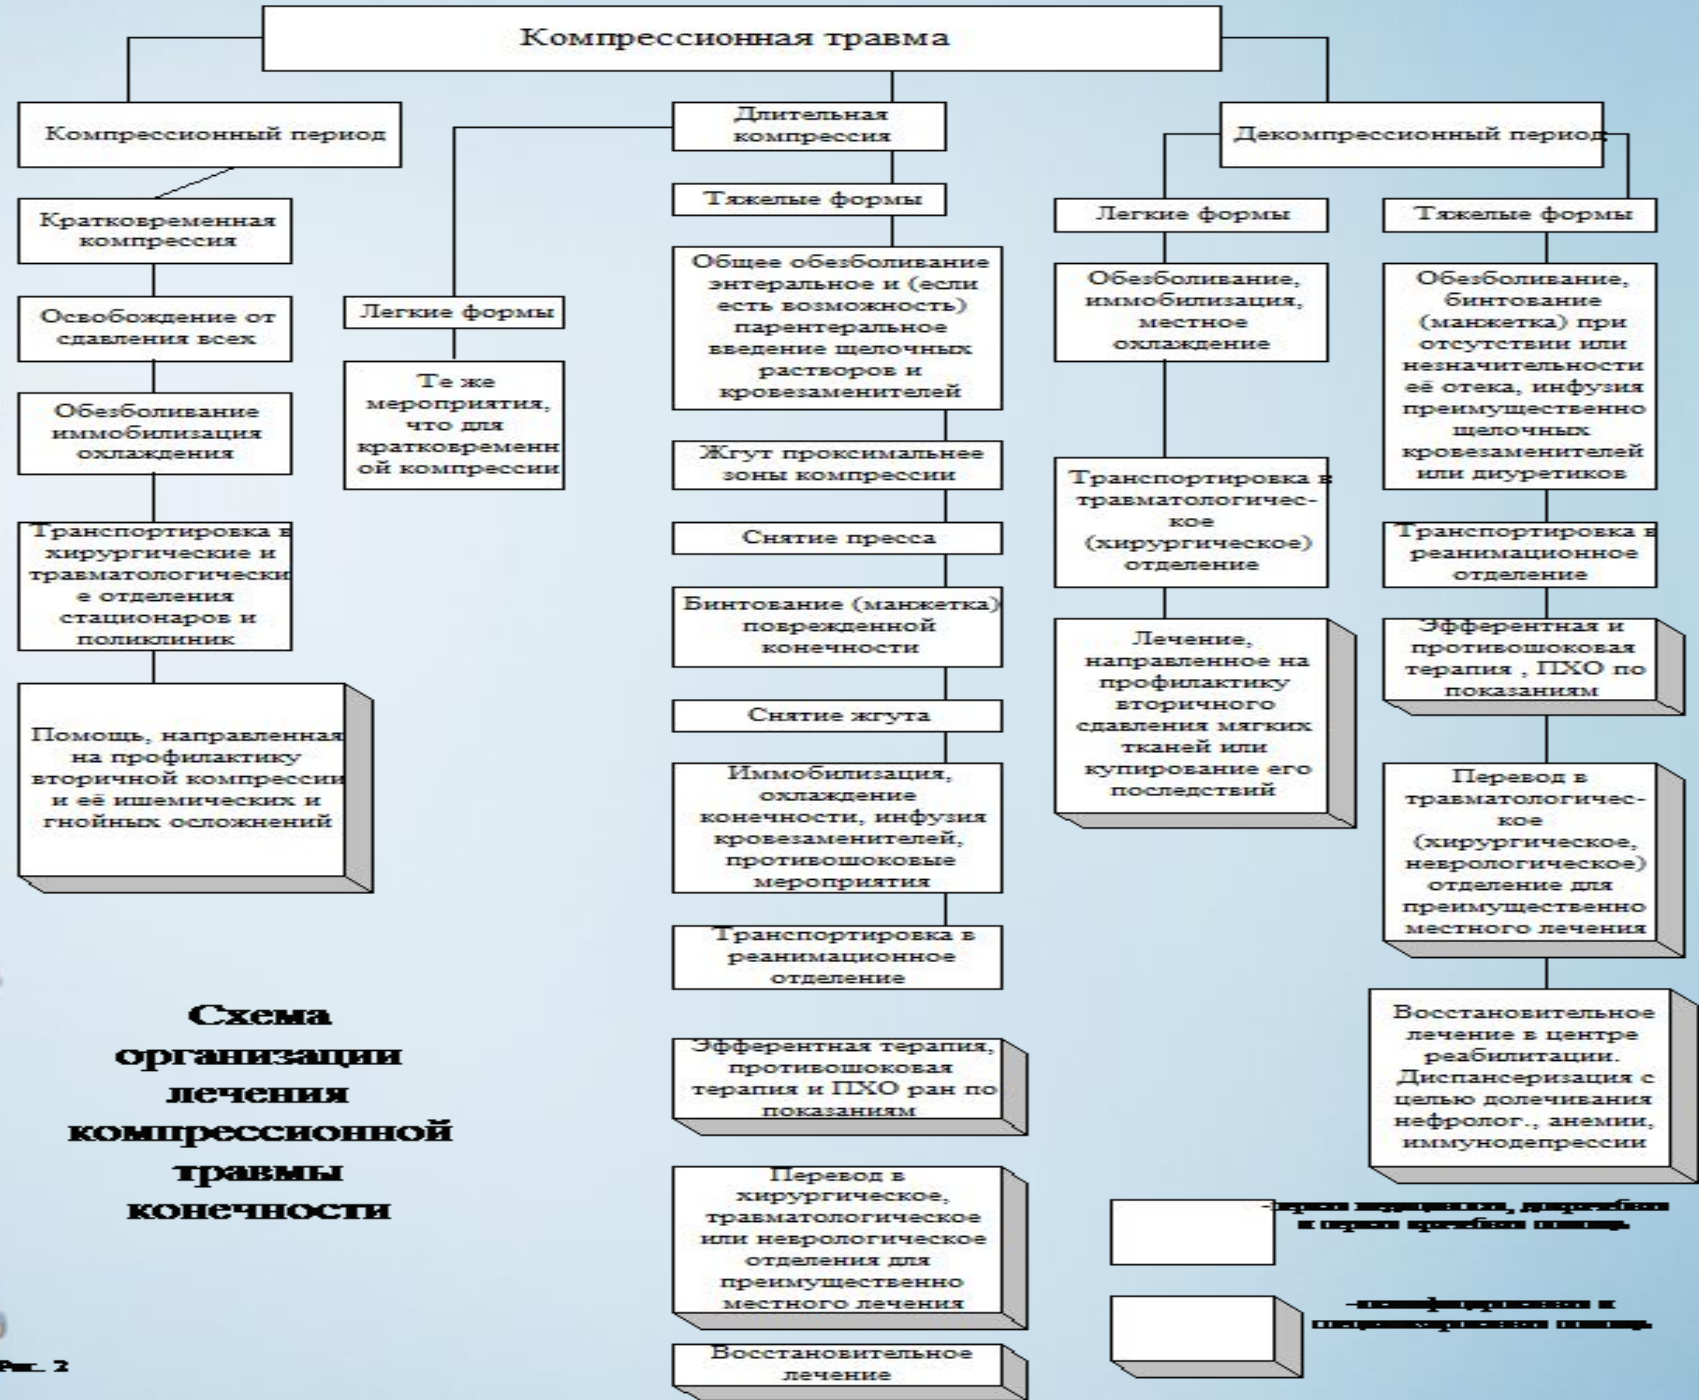 Компрессионная травма
Компрессионный период
Кратковременная
компрессия
Освобождение от
сдавления всех
Обезболивание
иммобилизация
охлаждения
Транспортировка в
хирургические и
травматологически
е отделения
стационаров и
поликлиник
Помощь, направленная
на профилактику
вторичной компрессии
и её ишемических и
гнойных осложнений
Длительная
компрессия
Легкие формы
Те же
мероприятия,
что для
кратковременн
ой компрессии
Тяжелые формы
Общее обезболивание
энтеральное и (если
есть возможность)
парентеральное
введение щелочных
растворов и
кровезаменителей
Жгут проксимальнее
зоны компрессии
Снятие пресса
Бинтование (манжетка)
поврежденной
конечности
Снятие жгута
Иммобилизация,
охлаждение
конечности, инфузия
кровезаменителей,
противошоковые
мероприятия
Транспортировка в
реанимационное
отделение
Эфферентная терапия,
противошоковая
терапия и ПХО ран по
показаниям
Перевод в
хирургическое,
травматологическое
или неврологическое
отделения для
преимущественно
местного лечения
Восстановительное
лечение
Декомпрессионный период
Легкие формы
Обезболивание,
иммобилизация,
местное
охлаждение
Транспортировка в
травматологичес-
кое
(хирургическое)
отделение
Лечение,
направленное на
профилактику
вторичного
сдавления мягких
тканей или
купирование его
последствий
Тяжелые формы
Обезболивание,
бинтование
(манжетка) при
отсутствии или
незначительности
её отека, инфузия
преимущественно
щелочных
кровезаменителей
или диуретиков
Транспортировка в
реанимационное
отделение
Эфферентная и
противошоковая
терапия , ПХО по
показаниям
Перевод в
травматологичес-
кое
(хирургическое,
неврологическое)
отделение для
преимущественно
местного лечения
Восстановительное
лечение в центре
реабилитации.
Диспансеризация с
целью долечивания
нефролог., анемии,
иммунодепрессии
Схема
организации
лечения
компрессионной
травмы
конечности
-первая медицинская, доврачебная
и первая врачебная помощь.
Рис. 2